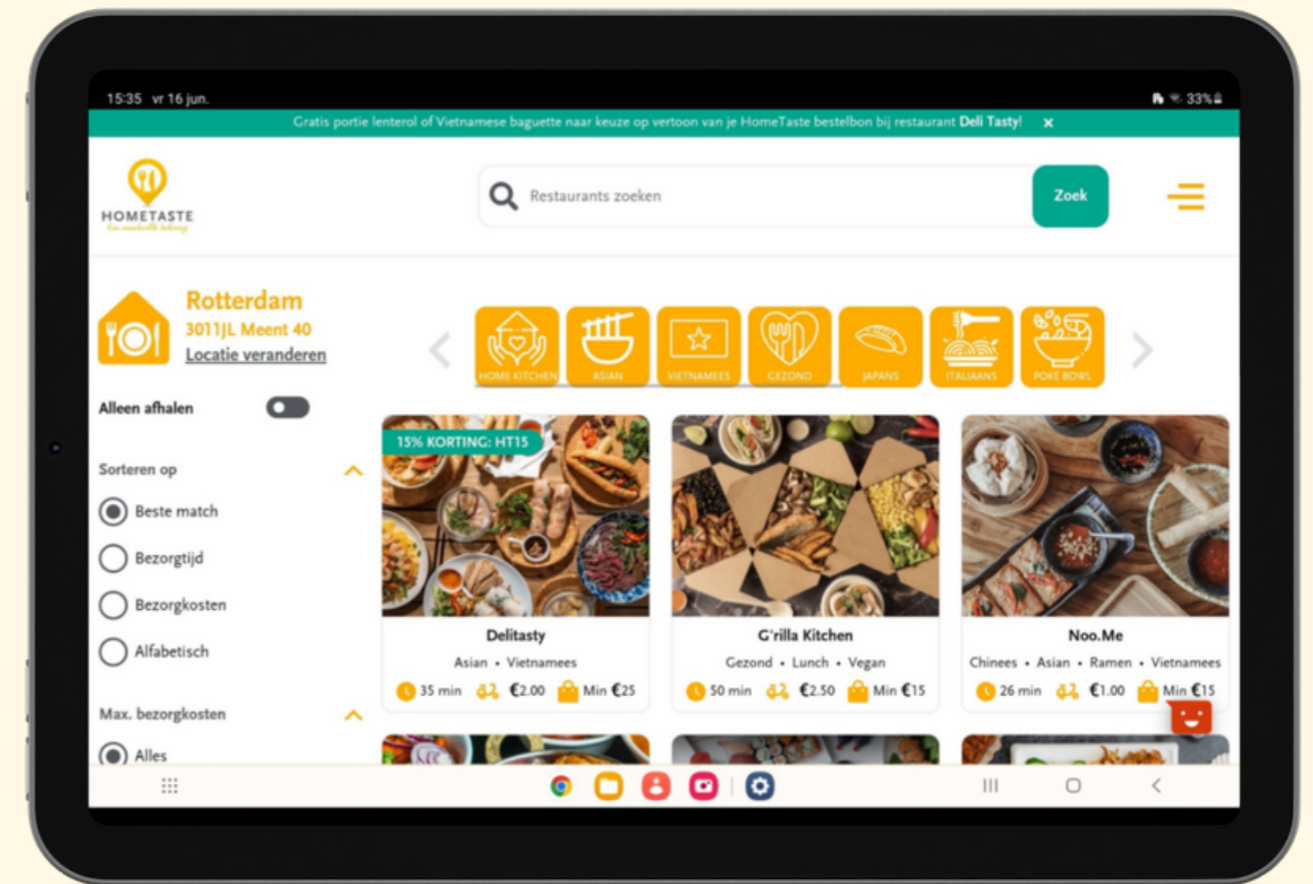 15:35 vr 16 jun.
33%
Gratis portie lenterol of Vietnamese baguette naar keuze op vertoon van je HomeTaste bestelbon bij restaurant Deli Tasty! ×
HOMETASTE
Restaurants zoeken
Zoek
Rotterdam
3011JL Meent 40
Locatie veranderen
Alleen afhalen
Sorteren op
Beste match
Bezorgtijd
Bezorgkosten
Alfabetisch
Max. bezorgkosten
Alles
HOME KITCHEN
ASIAN
VIETNAMEES
GEZOND
JAPANS
ITALIAANS
POKÉ BOWL
15% KORTING: HT15
Delitasty
Asian • Vietnamees
35 min €2.00 Min €25
G'rilla Kitchen
Gezond • Lunch • Vegan
50 min €2.50 Min €15
Noo.Me
Chinees • Asian • Ramen • Vietnamees
26 min €1.00 Min €15